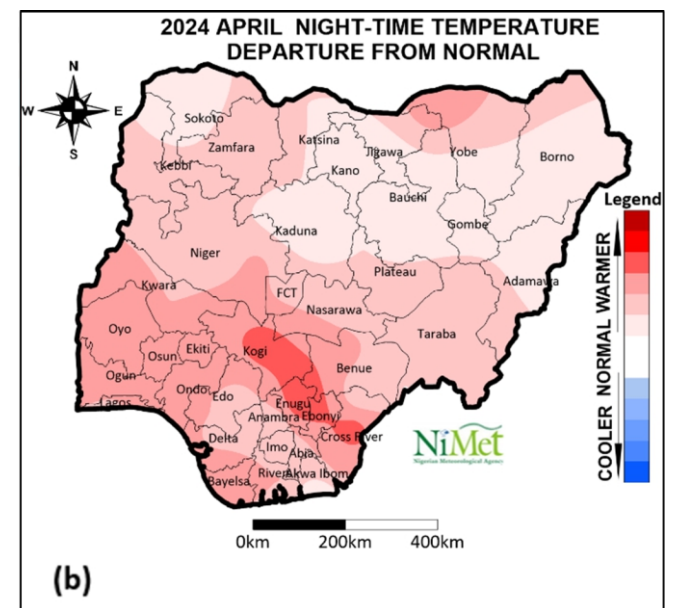 2024 APRIL NIGHT-TIME TEMPERATURE
DEPARTURE FROM NORMAL
N
W E
S
Sokoto
Zamfara
Kebbi
Katsina
Jigawa
Yobe
Borno
Kano
Bauchi
Gombe
Kaduna
Niger
Plateau
Adamawa
Kwara
FCT
Nasarawa
Taraba
Oyo
Osun
Ekiti
Kogi
Benue
Ogun
Ondo
Edo
Lagos
Enugu
Anambra
Ebonyi
Delta
Imo
Abia
Cross River
Bayelsa
Rivers
Akwa Ibom
Legend
WARMER
NORMAL
COOLER
NiMet
Nigerian Meteorological Agency
0km 200km 400km
(b)